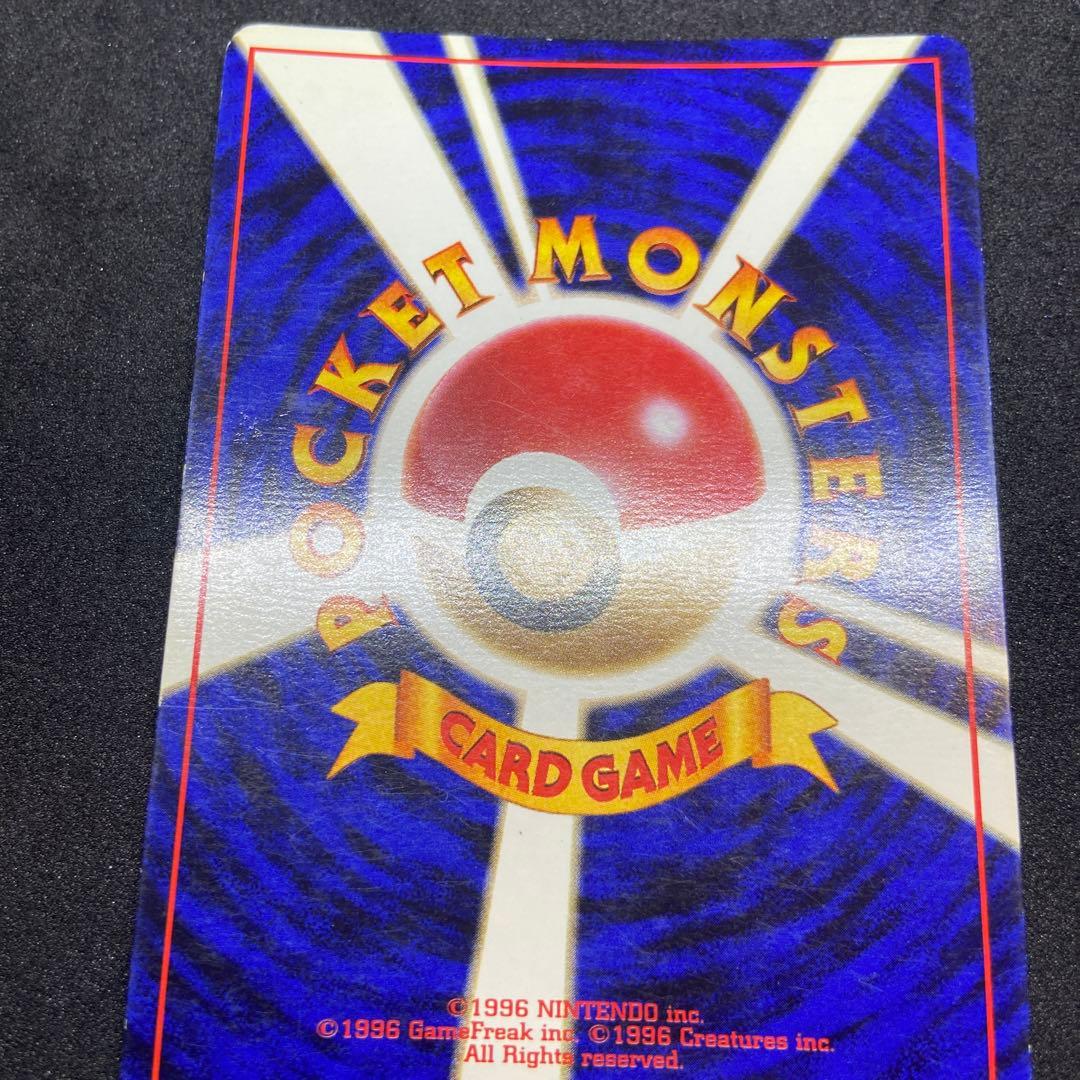 POCKET MONSTERS
CARD GAME
©1996 NINTENDO inc.
©1996 GameFreak inc. ©1996 Creatures inc.
All Rights reserved.